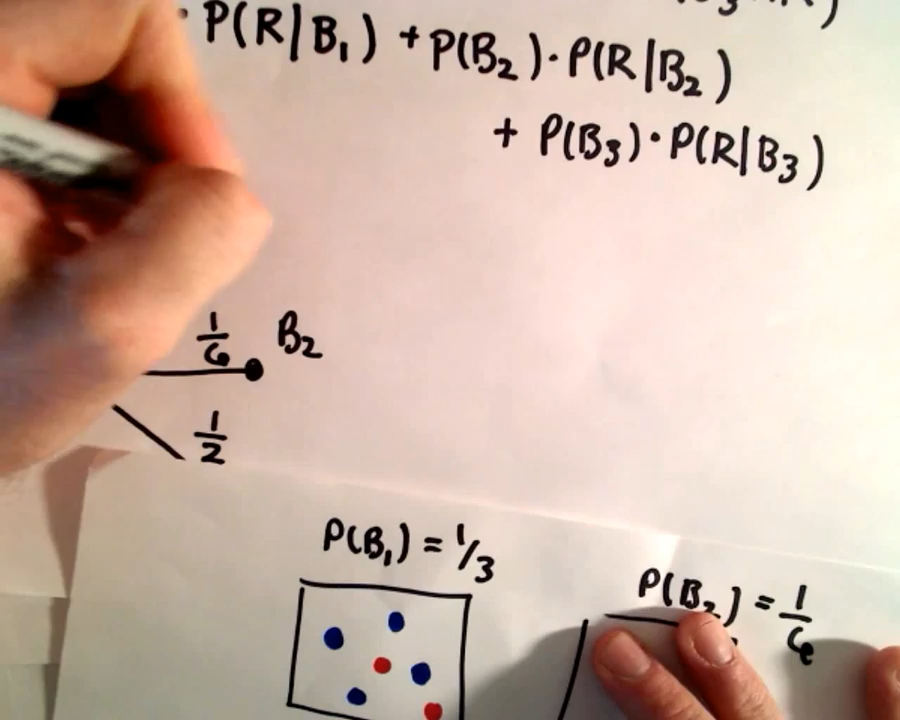 · P(R|B₁) + P(B₂) · P(R|B₂)
+ P(B₃) · P(R|B₃)
1/6 B₂
1/2
P(B₁) = 1/3
P(B₂) = 1/6